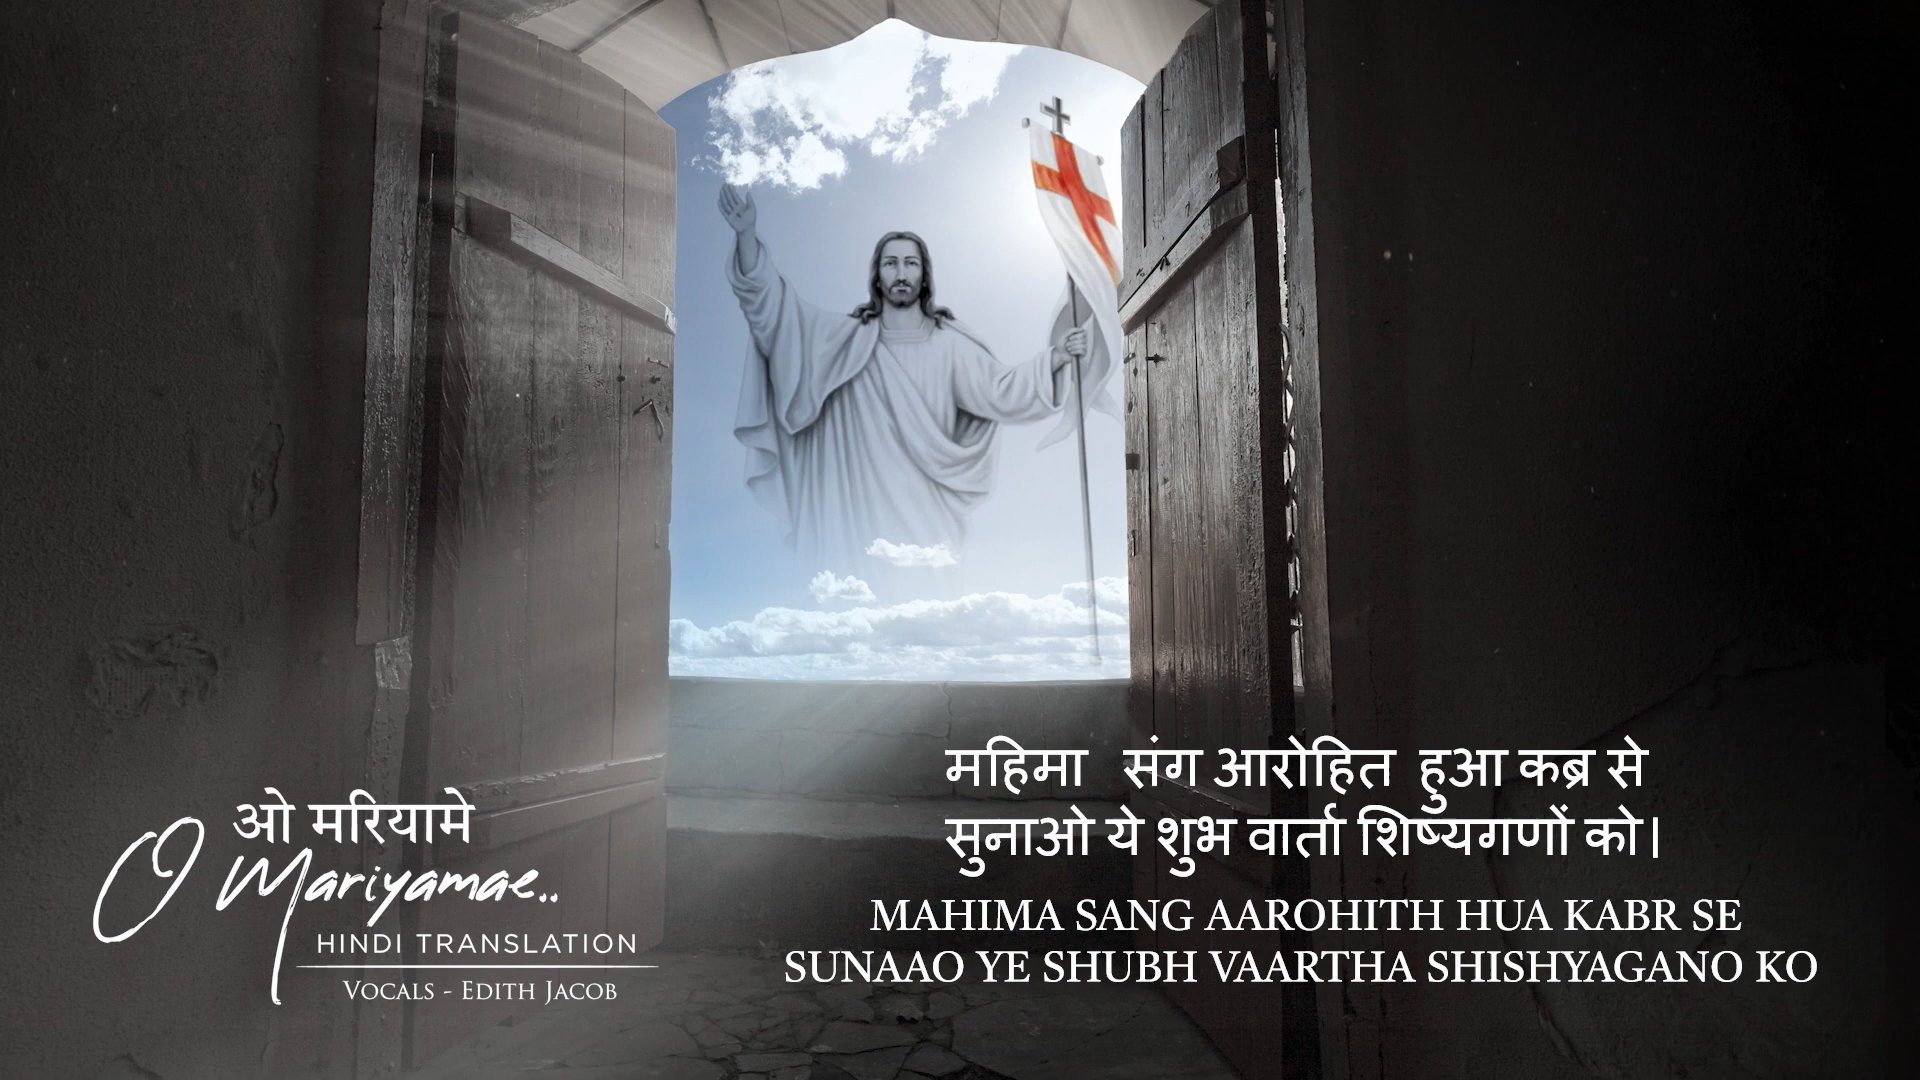 ओ मरियामे
O Mariyamae..
HINDI TRANSLATION
VOCALS - EDITH JACOB
महिमा संग आरोहित हुआ कब्र से
सुनाओ ये शुभ वार्ता शिष्यगणों को।
MAHIMA SANG AAROHITH HUA KABR SE
SUNAAO YE SHUBH VAARTHA SHISHYAGANO KO